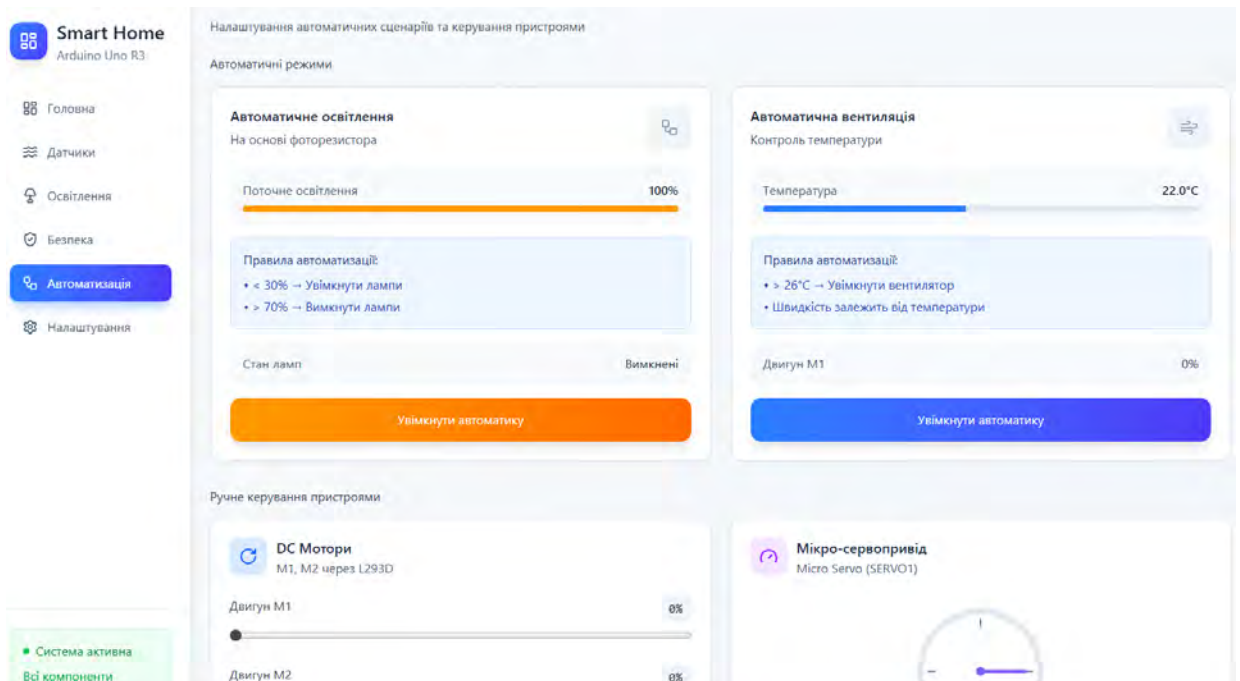 Smart Home
Arduino Uno R3
Головна
Датчики
Освітлення
Безпека
Автоматизація
Налаштування
Система активна
Всі компоненти
Налаштування автоматичних сценаріїв та керування пристроями
Автоматичні режими
Автоматичне освітлення
На основі фоторезистора
Поточне освітлення 100%
Правила автоматизації:
• < 30% → Увімкнути лампи
• > 70% → Вимкнути лампи
Стан ламп Вимкнені
Увімкнути автоматику
Автоматична вентиляція
Контроль температури
Температура 22.0°C
Правила автоматизації:
• > 26°C → Увімкнути вентилятор
• Швидкість залежить від температури
Двигун М1 0%
Увімкнути автоматику
Ручне керування пристроями
DC Мотори
M1, M2 через L293D
Двигун М1 0%
Двигун М2 0%
Мікро-сервопривід
Micro Servo (SERVO1)